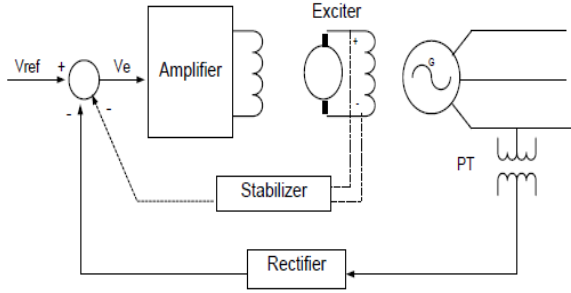 Exciter
Vref
+
Ve
-
-
Amplifier
+
-
G
PT
Stabilizer
Rectifier